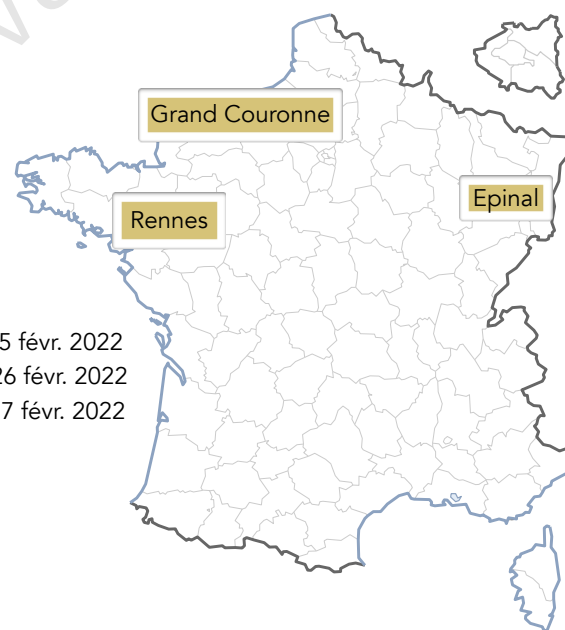 Grand Couronne
Epinal
Rennes
5 févr. 2022
26 févr. 2022
7 févr. 2022